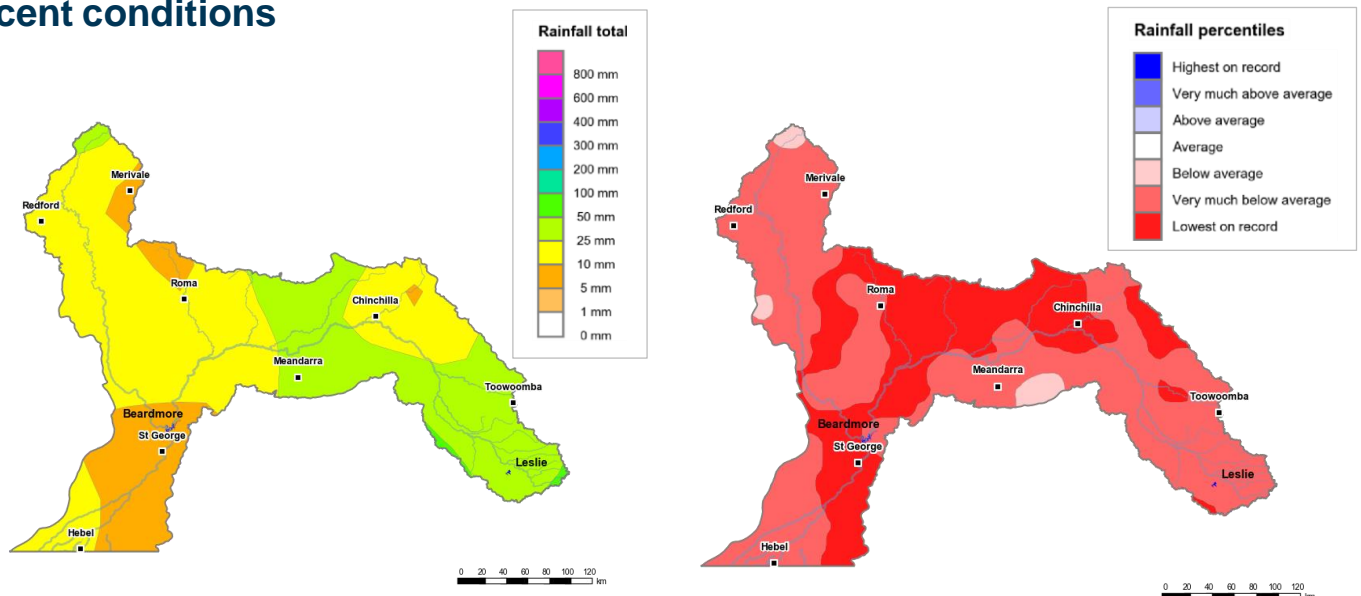 cent conditions
Rainfall total
800 mm
600 mm
400 mm
300 mm
200 mm
100 mm
50 mm
25 mm
10 mm
5 mm
1 mm
0 mm
Merivale
Redford
Roma
Chinchilla
Meandarra
Toowoomba
Beardmore
St George
Leslie
Hebel
0 20 40 60 80 100 120
km
Rainfall percentiles
Highest on record
Very much above average
Above average
Average
Below average
Very much below average
Lowest on record
Merivale
Redford
Roma
Chinchilla
Meandarra
Toowoomba
Beardmore
St George
Leslie
Hebel
0 20 40 60 80 100 120
km